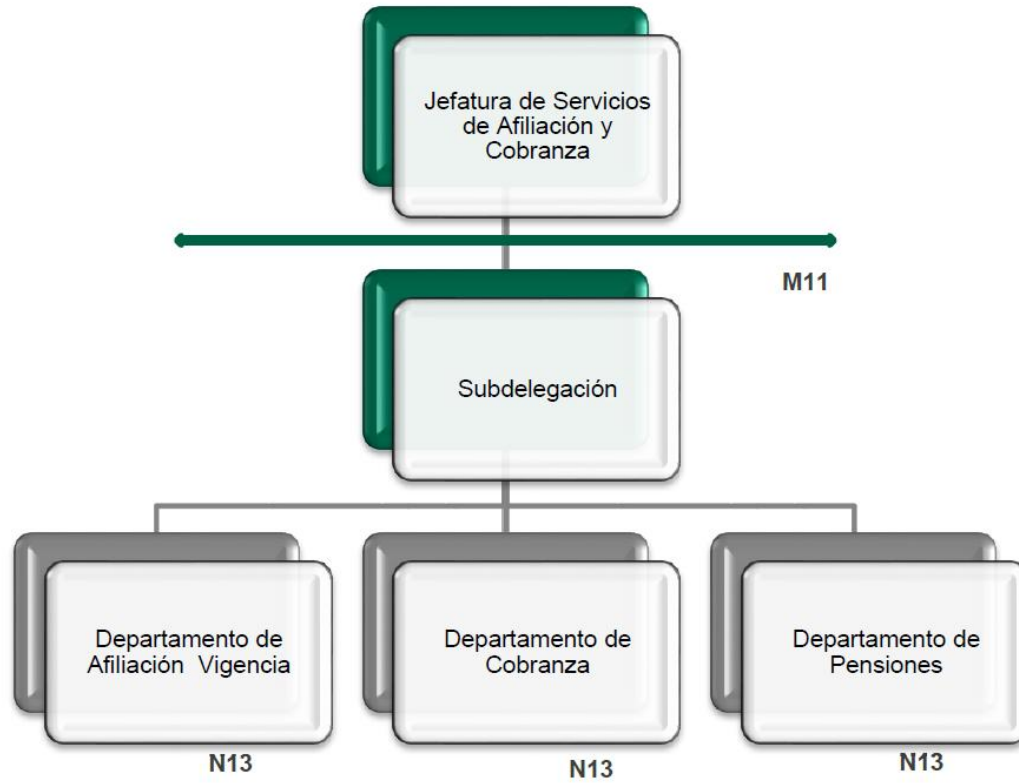 Jefatura de Servicios
de Afiliación y
Cobranza
M11
Subdelegación
Departamento de
Afiliación Vigencia
N13
Departamento de
Cobranza
N13
Departamento de
Pensiones
N13